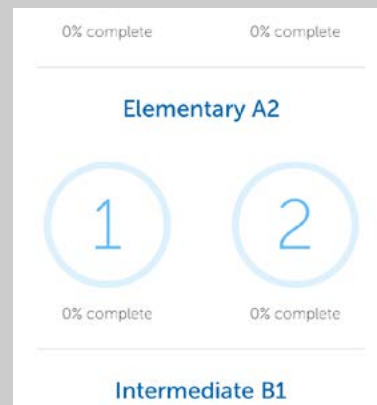 0% complete 0% complete
Elementary A2
1 2
0% complete 0% complete
Intermediate B1